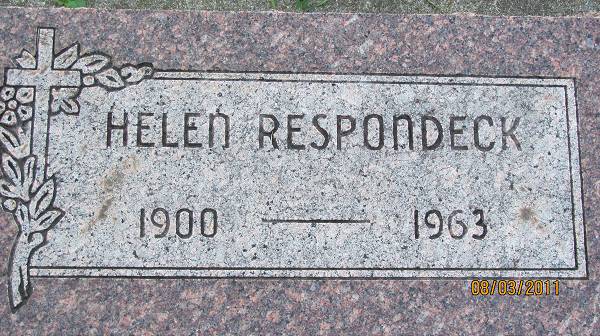 HELEN RESPONDECK
1900 — 1963
08/03/2011